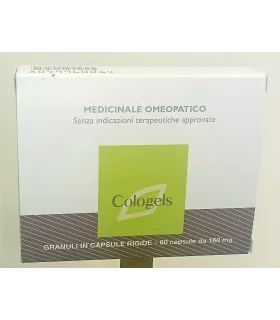 MEDICINALE OMEOPATICO
Senza indicazioni terapeutiche approvate
Cologels
GRANULI IN CAPSULE RIGIDE - 60 capsule da 180 mg